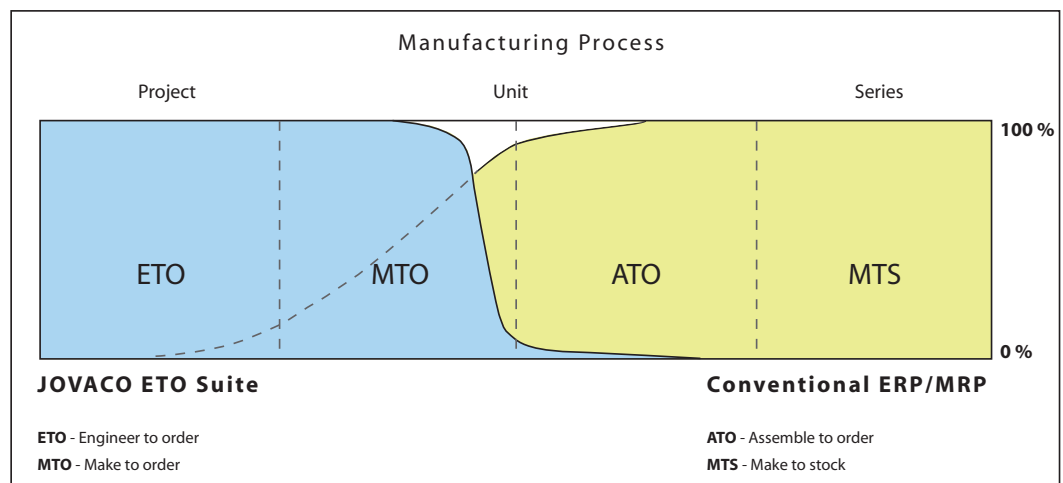 Manufacturing Process
Project Unit Series
100 %
ETO MTO ATO MTS
0 %
JOVACO ETO Suite Conventional ERP/MRP
ETO - Engineer to order ATO - Assemble to order
MTO - Make to order MTS - Make to stock